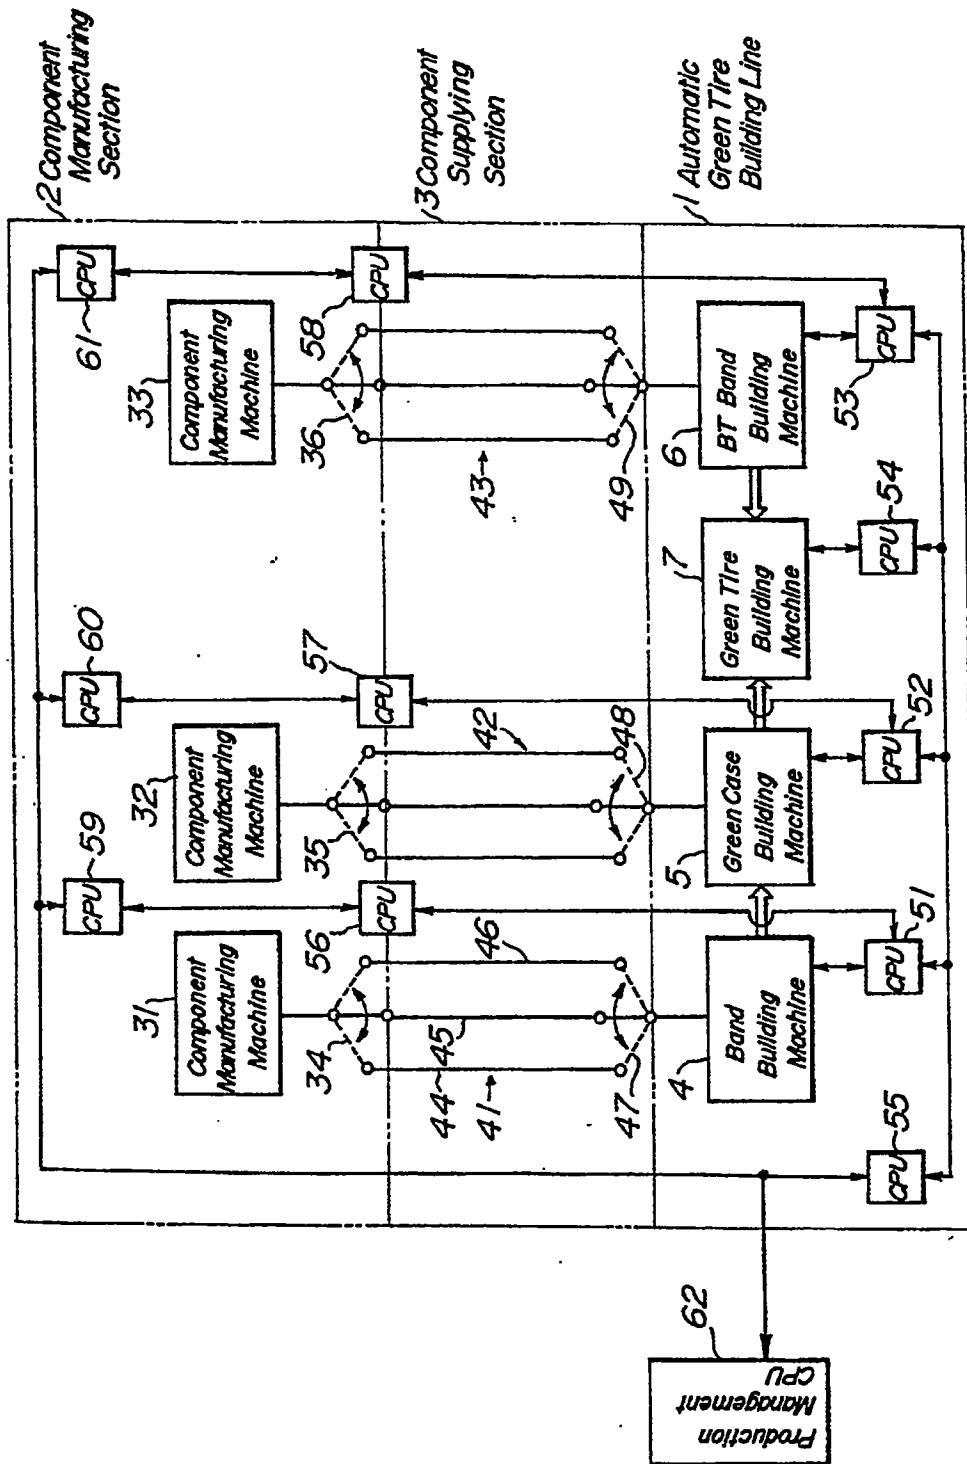 2 Component
Manufacturing
Section
3 Component
Supplying
Section
1 Automatic
Green Tire
Building Line
61
CPU
60
CPU
59
CPU
33
Component
Manufacturing
Machine
32
Component
Manufacturing
Machine
31
Component
Manufacturing
Machine
36
58
CPU
35
57
CPU
34
56
CPU
43
42
46
45
44
41
49
48
47
6
BT Band
Building
Machine
7
Green Tire
Building
Machine
5
Green Case
Building
Machine
4
Band
Building
Machine
CPU
53
CPU
54
CPU
52
CPU
51
CPU
55
62
Production
Management
CPU